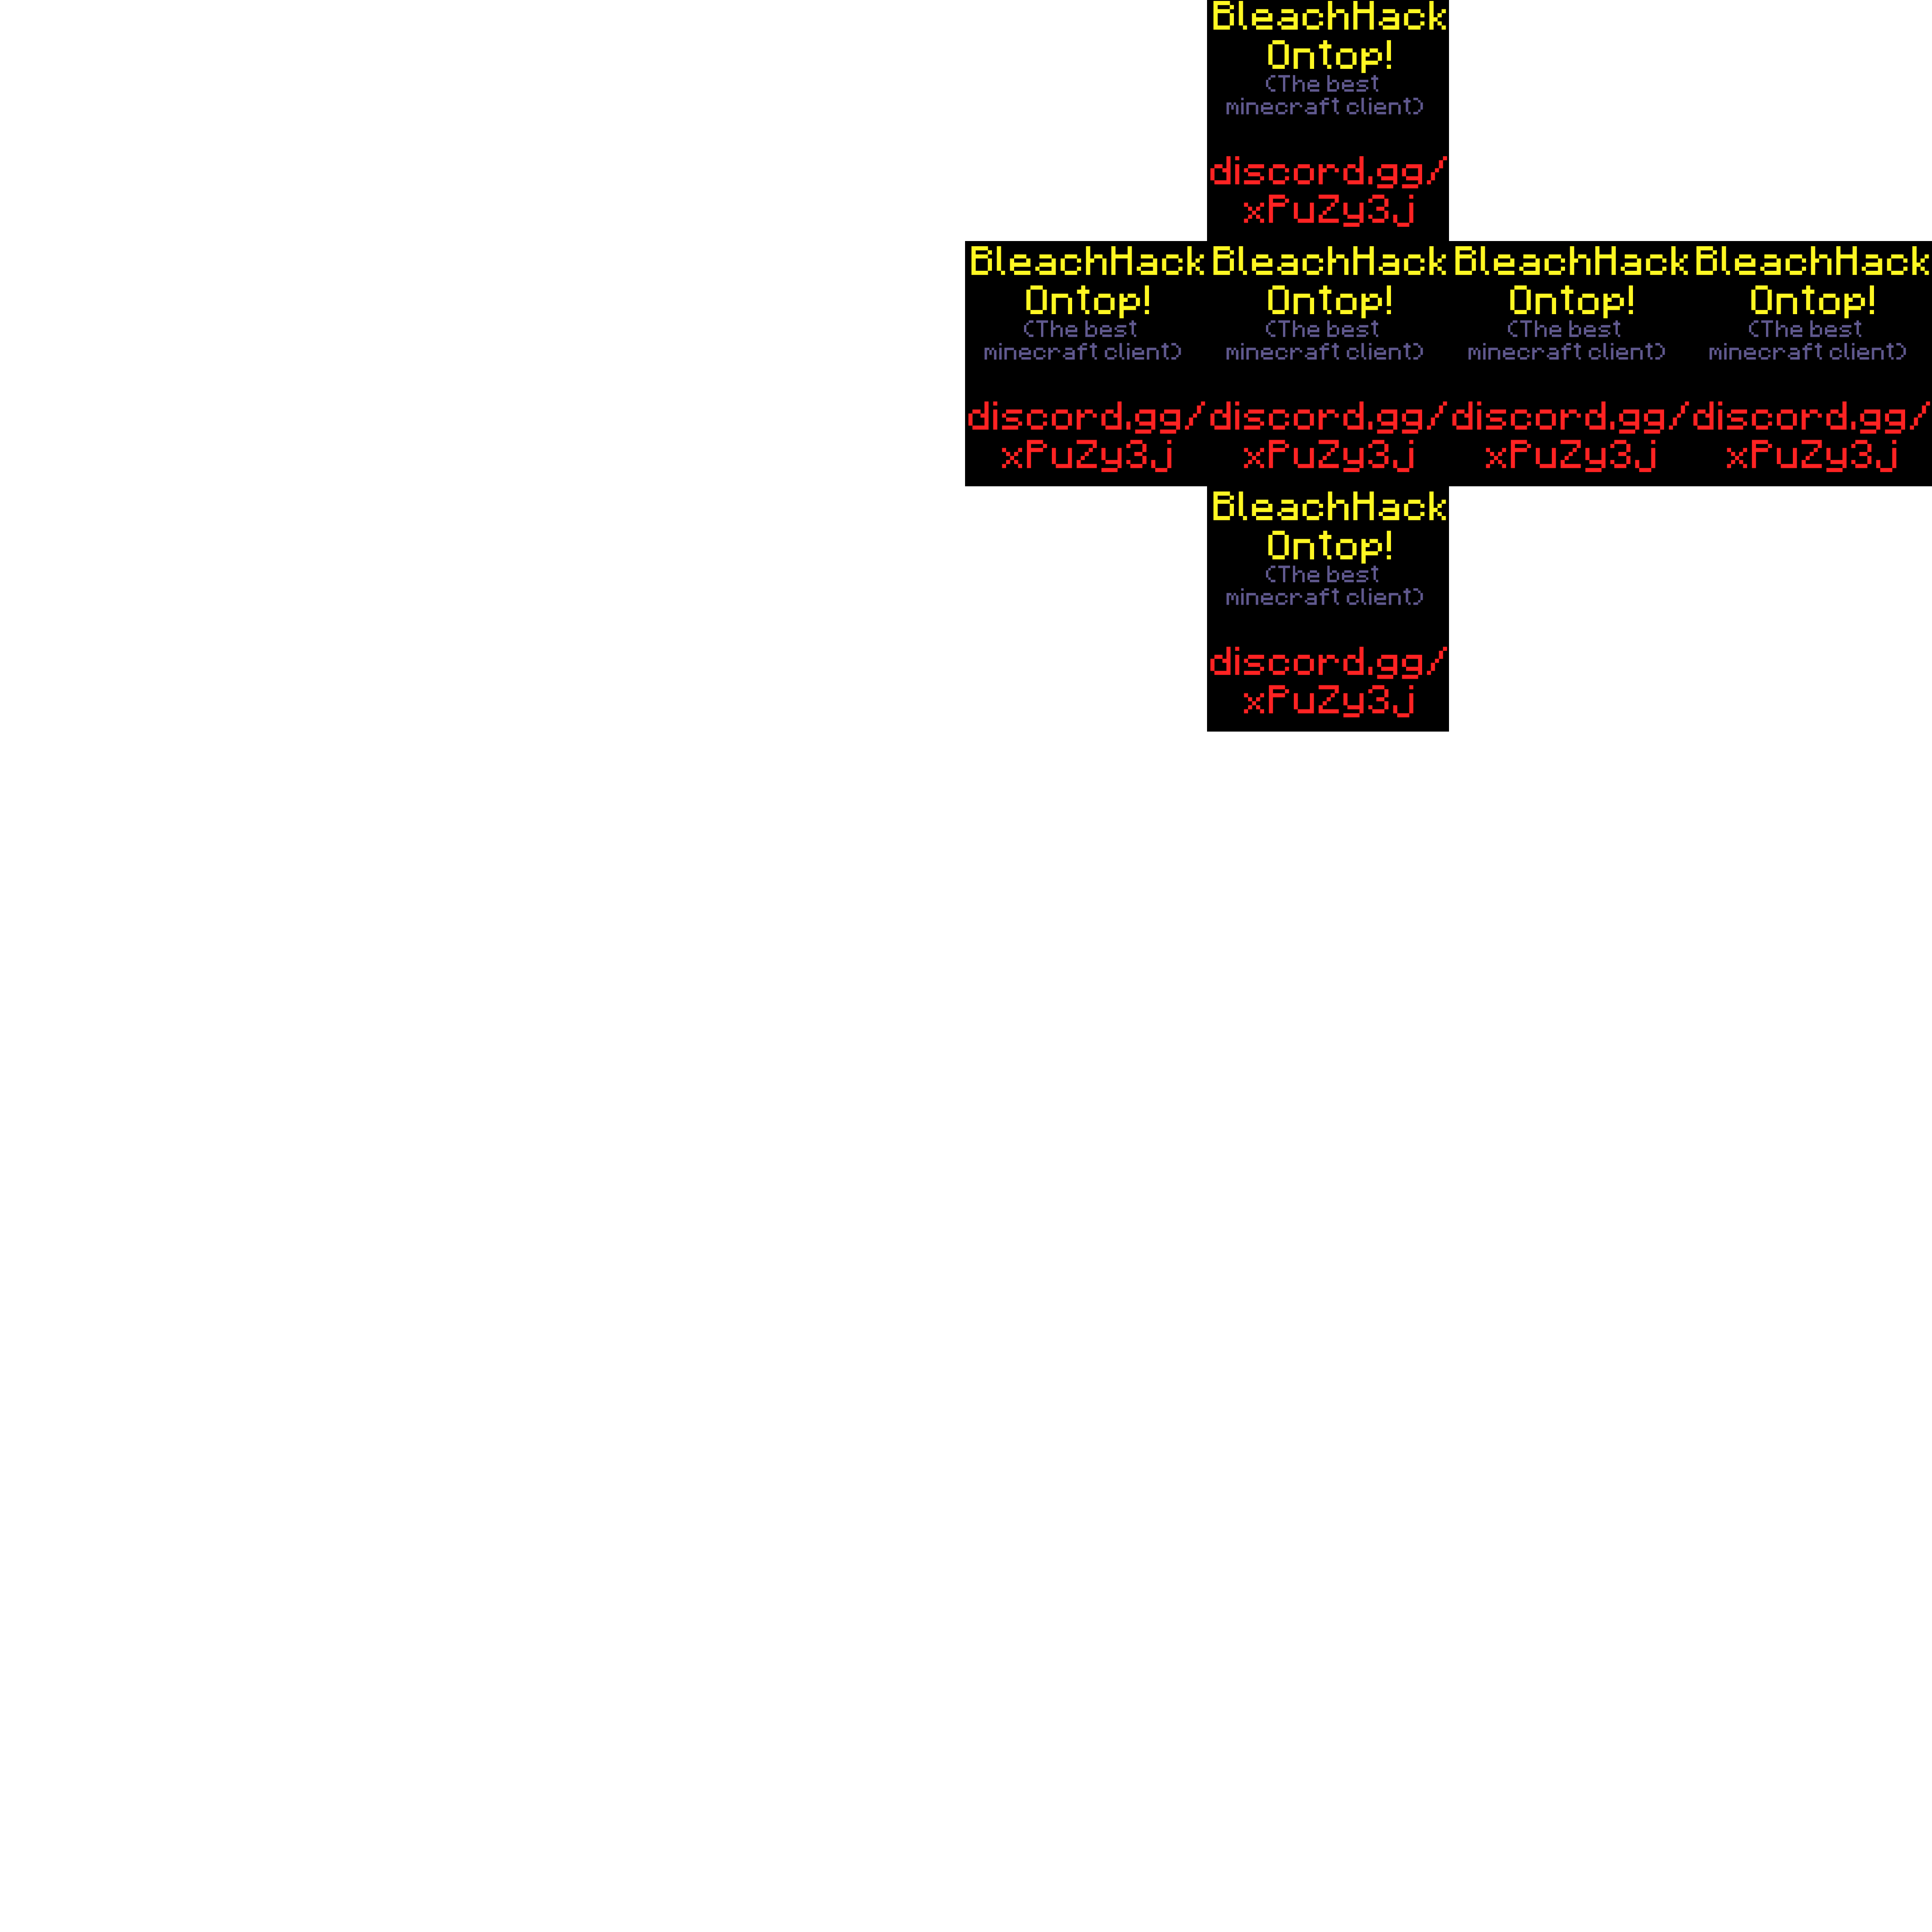 BleachHack
Ontop!
(The best
minecraft client)
discord.gg/
xPuZy3j
BleachHack
Ontop!
(The best
minecraft client)
discord.gg/
xPuZy3j
BleachHack
Ontop!
(The best
minecraft client)
discord.gg/
xPuZy3j
BleachHack
Ontop!
(The best
minecraft client)
discord.gg/
xPuZy3j
BleachHack
Ontop!
(The best
minecraft client)
discord.gg/
xPuZy3j
BleachHack
Ontop!
(The best
minecraft client)
discord.gg/
xPuZy3j